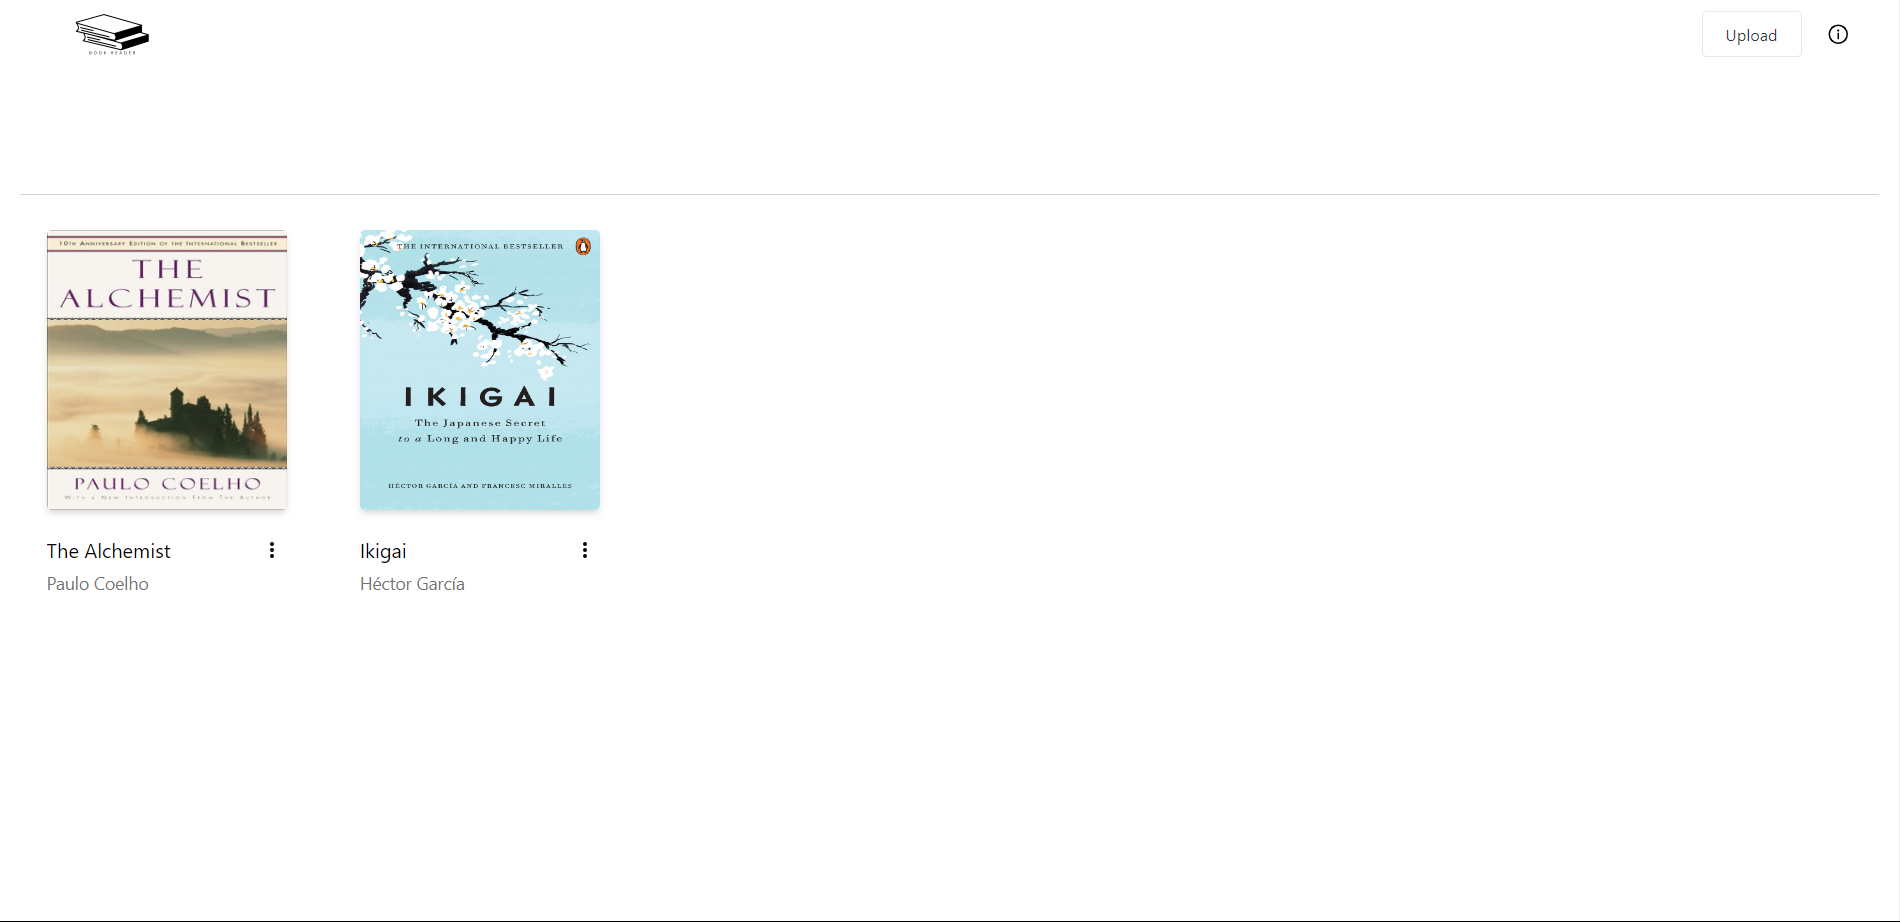 BOOK READER
Upload
10TH ANNIVERSARY EDITION OF THE INTERNATIONAL BESTSELLER
THE
ALCHEMIST
PAULO COELHO
WITH A NEW INTRODUCTION FROM THE AUTHOR
THE INTERNATIONAL BESTSELLER
IKIGAI
The Japanese Secret
to a Long and Happy Life
HÉCTOR GARCÍA AND FRANCESC MIRALLES
The Alchemist
Paulo Coelho
Ikigai
Héctor García